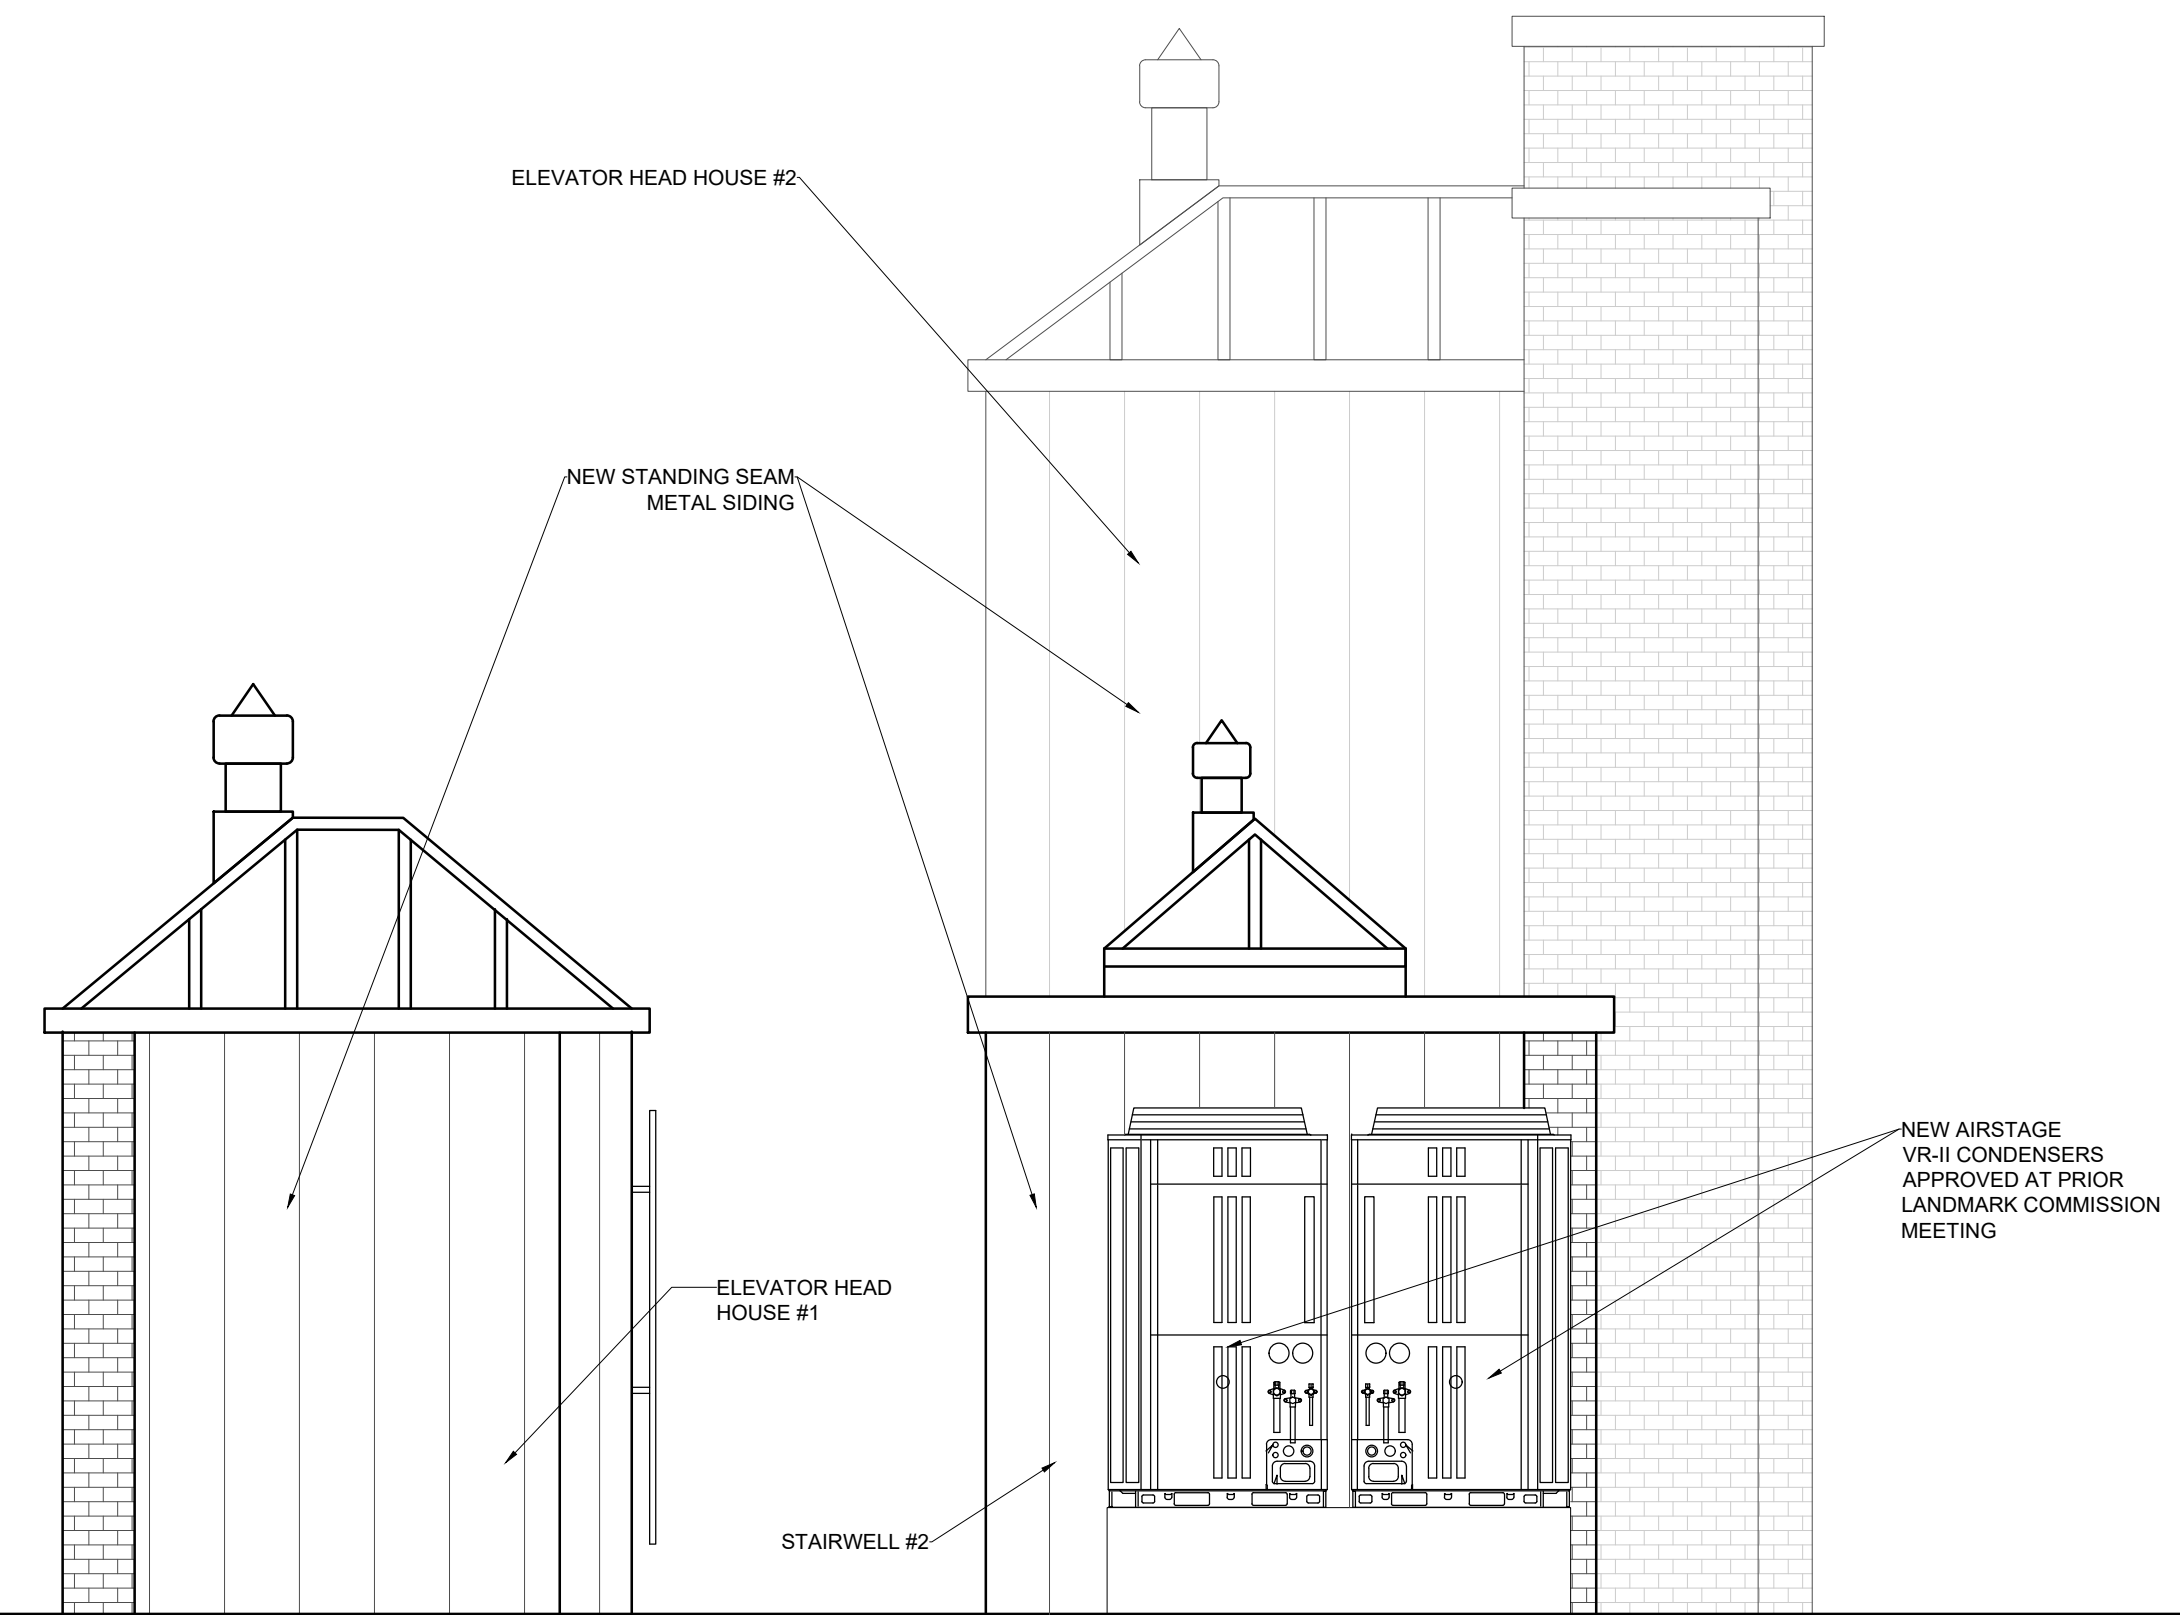 ELEVATOR HEAD HOUSE #2
NEW STANDING SEAM
METAL SIDING
NEW AIRSTAGE
VR-II CONDENSERS
APPROVED AT PRIOR
LANDMARK COMMISSION
MEETING
ELEVATOR HEAD
HOUSE #1
STAIRWELL #2